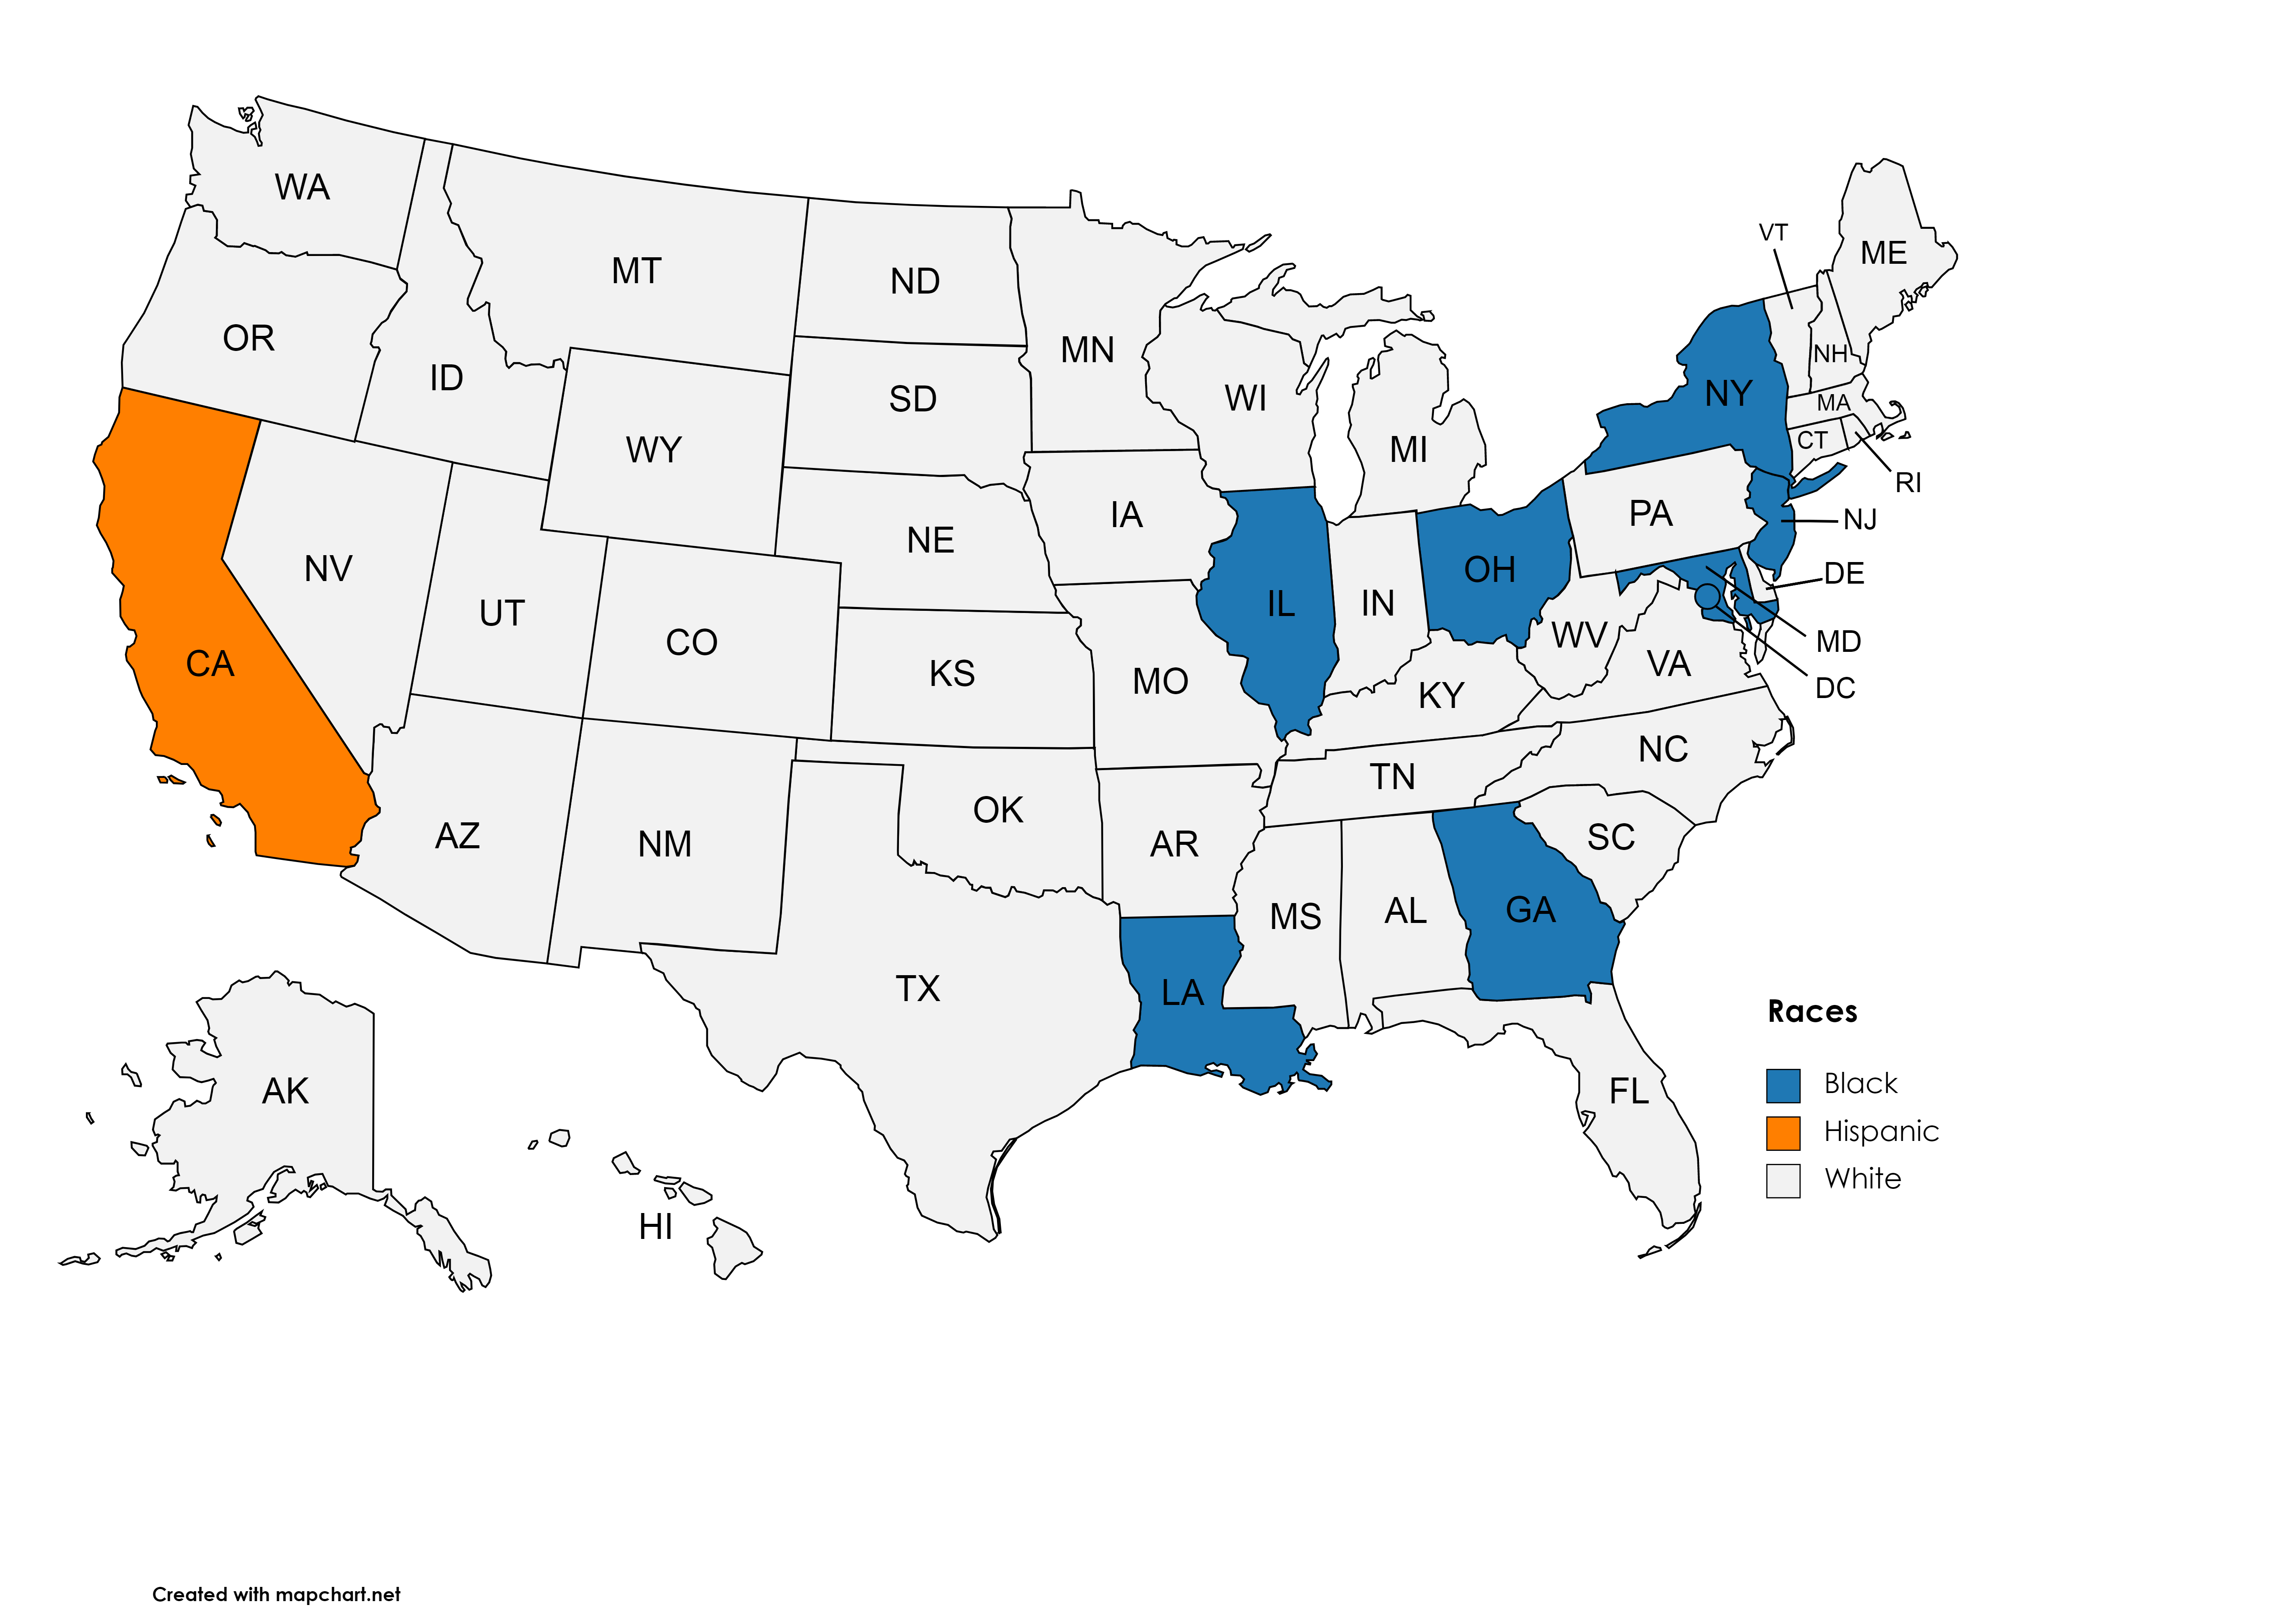 WA
MT
ND
MN
VT
ME
OR
ID
SD
WI
NH
NY
MA
WY
MI
CT
RI
IA
PA
NJ
NE
NV
OH
DE
UT
IL
IN
CO
WV
MD
CA
KS
MO
KY
VA
DC
NC
TN
OK
AZ
NM
AR
SC
MS
AL
GA
TX
LA
Races
AK
FL
Black
Hispanic
White
HI
Created with mapchart.net